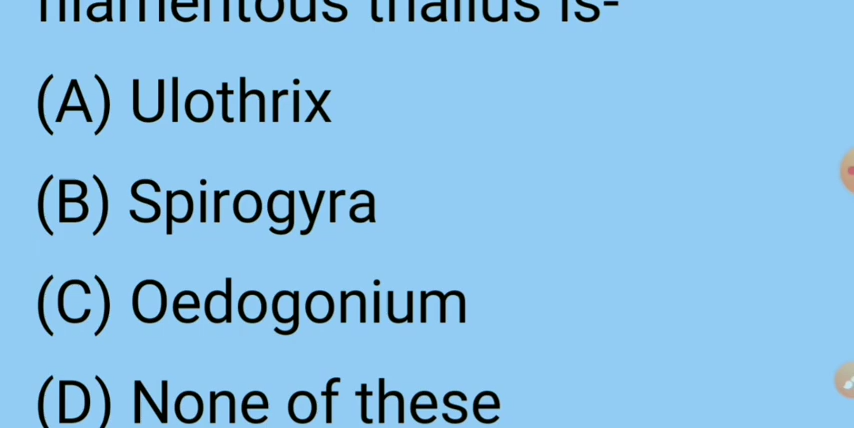 filamentous thallus is-
(A) Ulothrix
(B) Spirogyra
(C) Oedogonium
(D) None of these